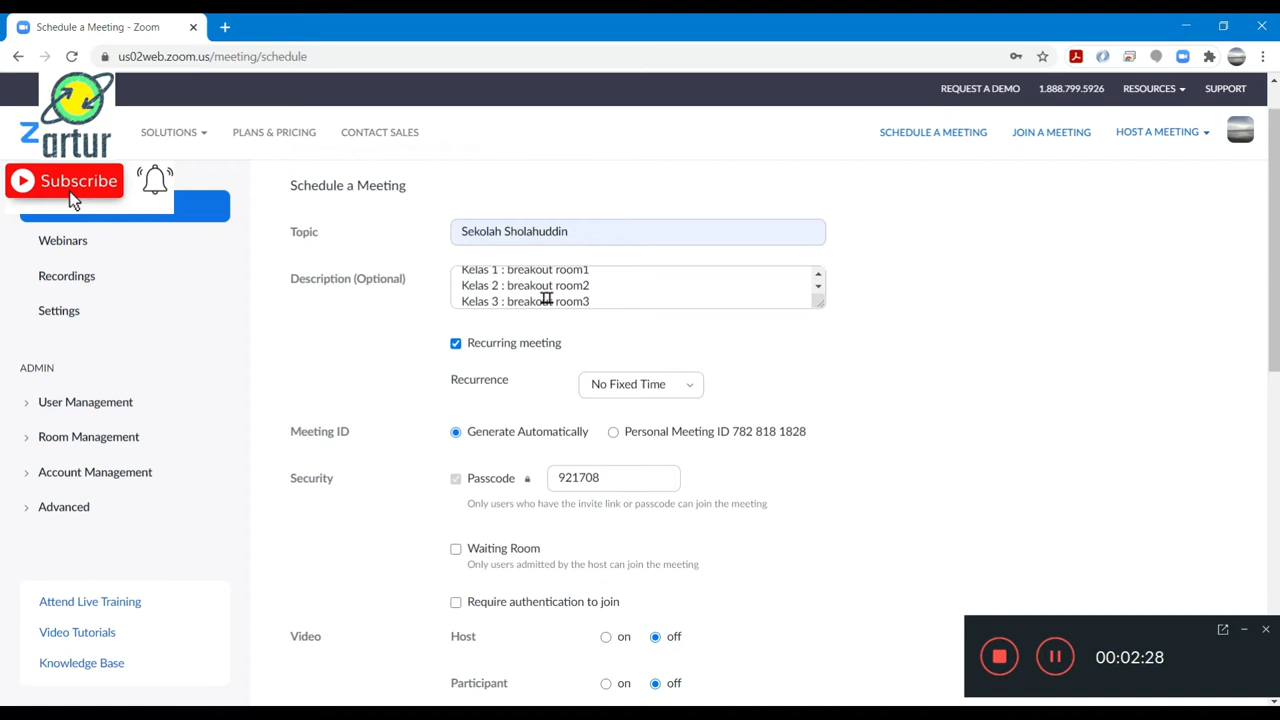 Schedule a Meeting - Zoom
us02web.zoom.us/meeting/schedule
REQUEST A DEMO 1.888.799.5926 RESOURCES SUPPORT
Zartur
SOLUTIONS PLANS & PRICING CONTACT SALES SCHEDULE A MEETING JOIN A MEETING HOST A MEETING
Subscribe
Webinars
Recordings
Settings
ADMIN
User Management
Room Management
Account Management
Advanced
Attend Live Training
Video Tutorials
Knowledge Base
Schedule a Meeting
Topic Sekolah Sholahuddin
Description (Optional) Kelas 1 : breakout room1
Kelas 2 : breakout room2
Kelas 3 : breakout room3
Recurring meeting
Recurrence No Fixed Time
Meeting ID Generate Automatically Personal Meeting ID 782 818 1828
Security Passcode 921708
Only users who have the invite link or passcode can join the meeting
Waiting Room
Only users admitted by the host can join the meeting
Require authentication to join
Video Host on off
Participant on off
00:02:28